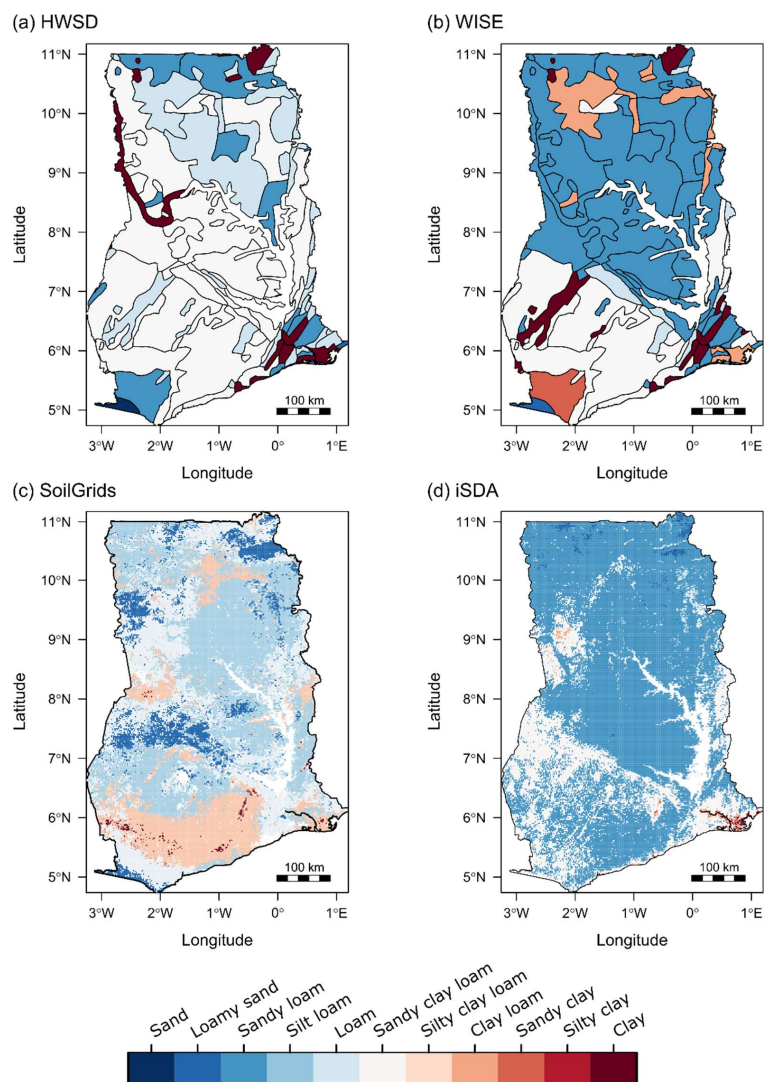 (a) HWSD
11°N
10°N
9°N
8°N
7°N
6°N
5°N
Latitude
100 km
3°W
2°W
1°W
0°
1°E
Longitude
(b) WISE
11°N
10°N
9°N
8°N
7°N
6°N
5°N
Latitude
100 km
3°W
2°W
1°W
0°
1°E
Longitude
(c) SoilGrids
11°N
10°N
9°N
8°N
7°N
6°N
5°N
Latitude
100 km
3°W
2°W
1°W
0°
1°E
Longitude
(d) iSDA
11°N
10°N
9°N
8°N
7°N
6°N
5°N
Latitude
100 km
3°W
2°W
1°W
0°
1°E
Longitude
Sand
Loamy sand
Sandy loam
Silt loam
Loam
Sandy clay loam
Silty clay loam
Clay loam
Sandy clay
Silty clay
Clay